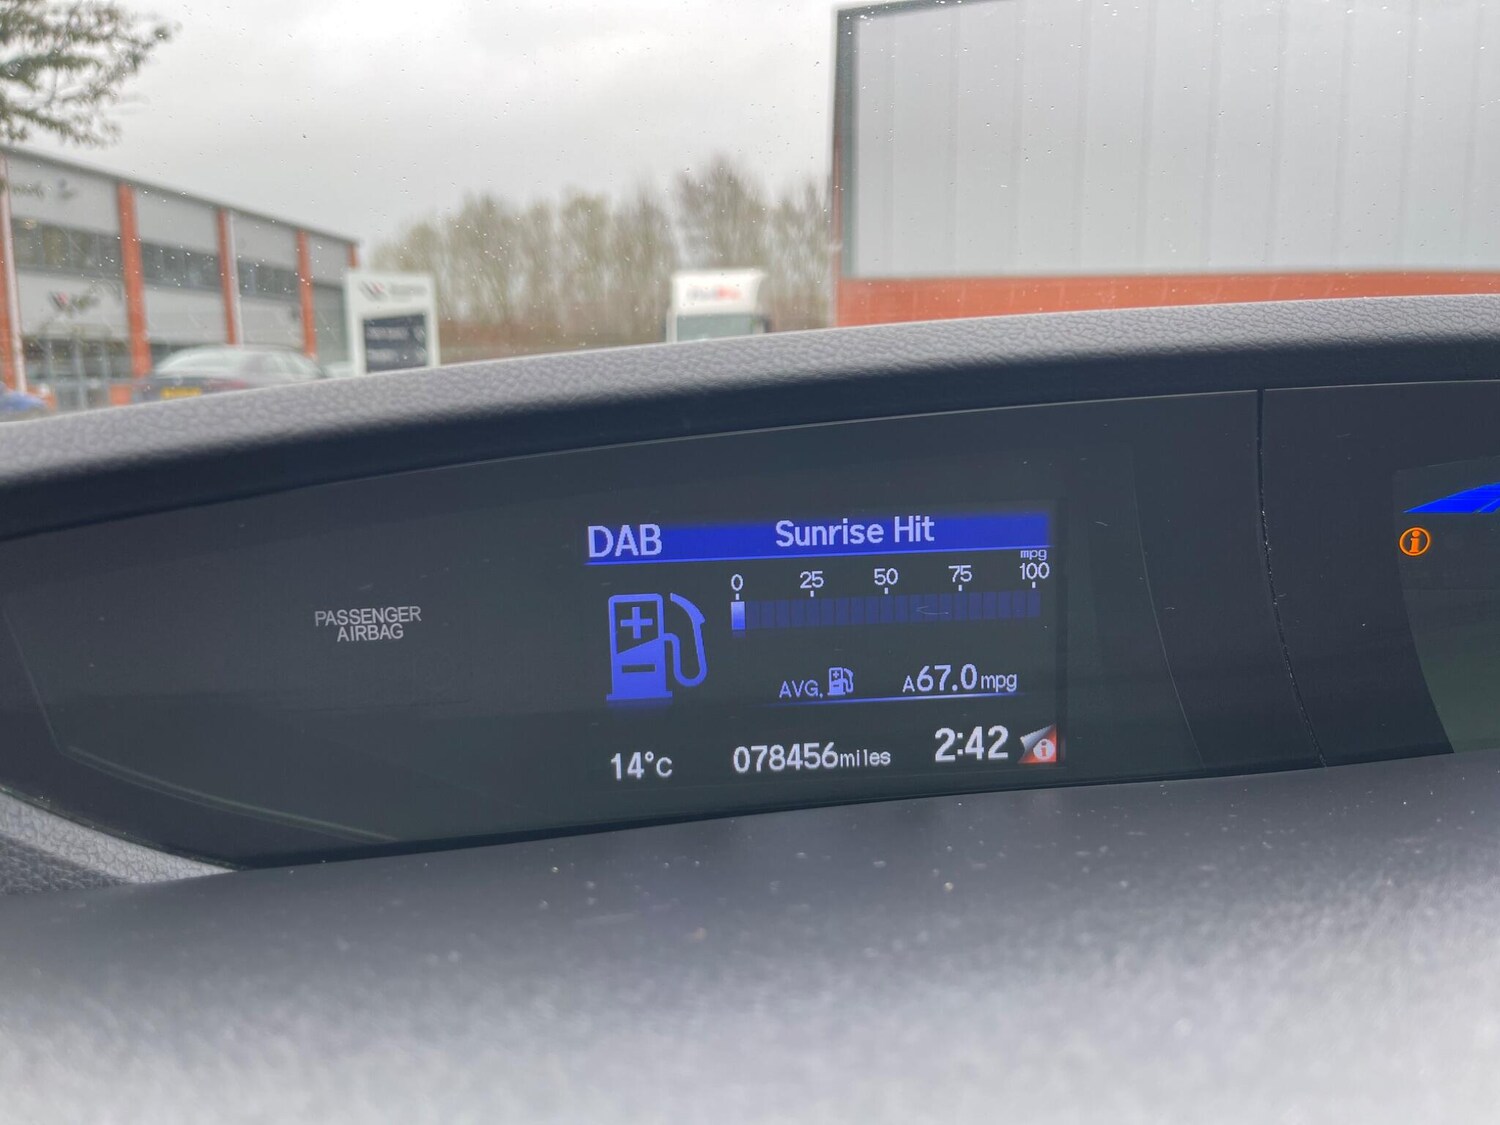 DAB Sunrise Hit
mpg
0 25 50 75 100
PASSENGER
AIRBAG
AVG. A67.0mpg
14°C 078456miles 2:42